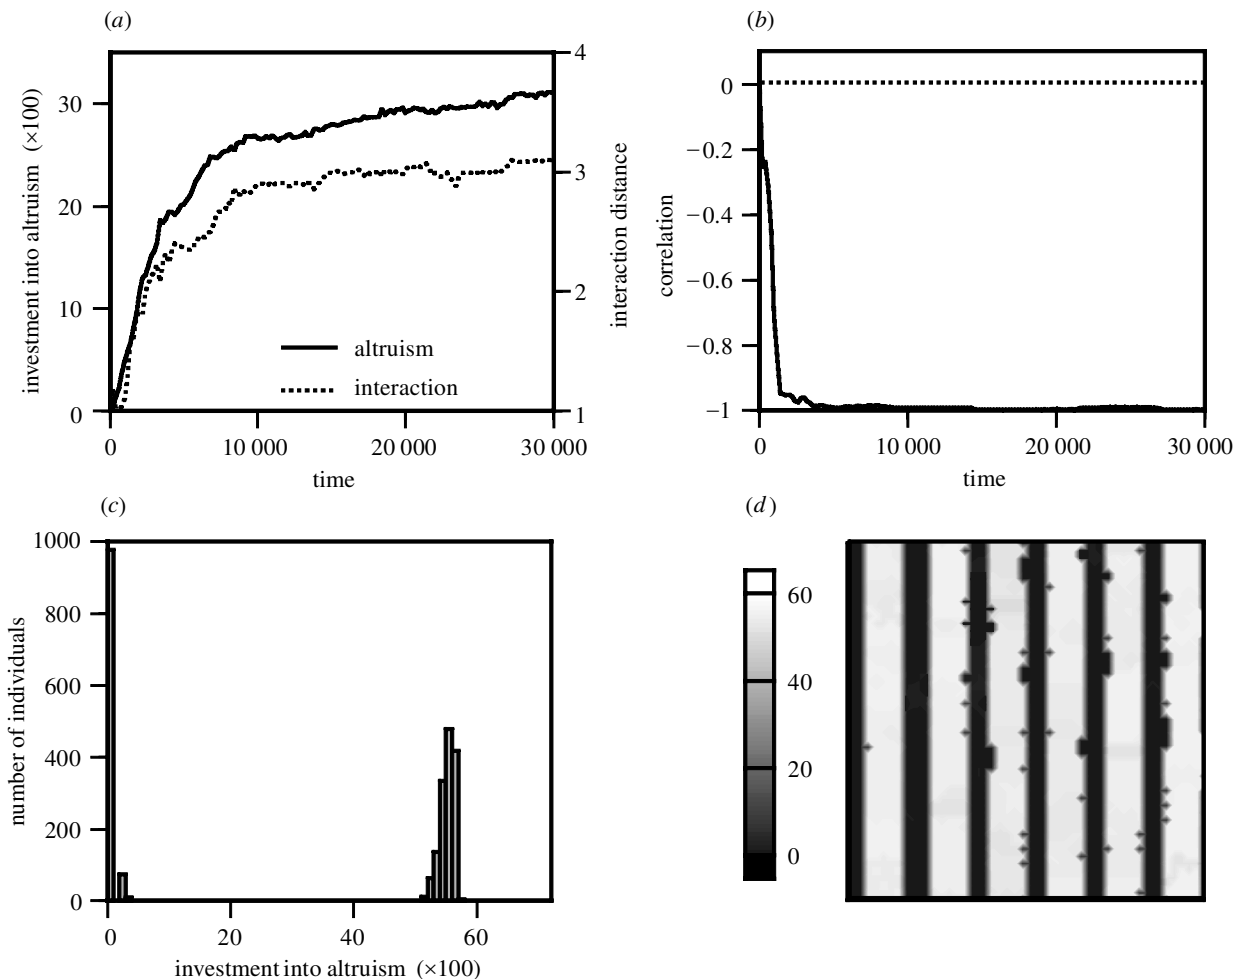 (a)
investment into altruism (×100)
30
20
10
0
4
3
2
1
interaction distance
altruism
interaction
0 10 000 20 000 30 000
time
(b)
correlation
0
−0.2
−0.4
−0.6
−0.8
−1
0 10 000 20 000 30 000
time
(c)
number of individuals
1000
800
600
400
200
0
0 20 40 60
investment into altruism (×100)
(d)
60
40
20
0